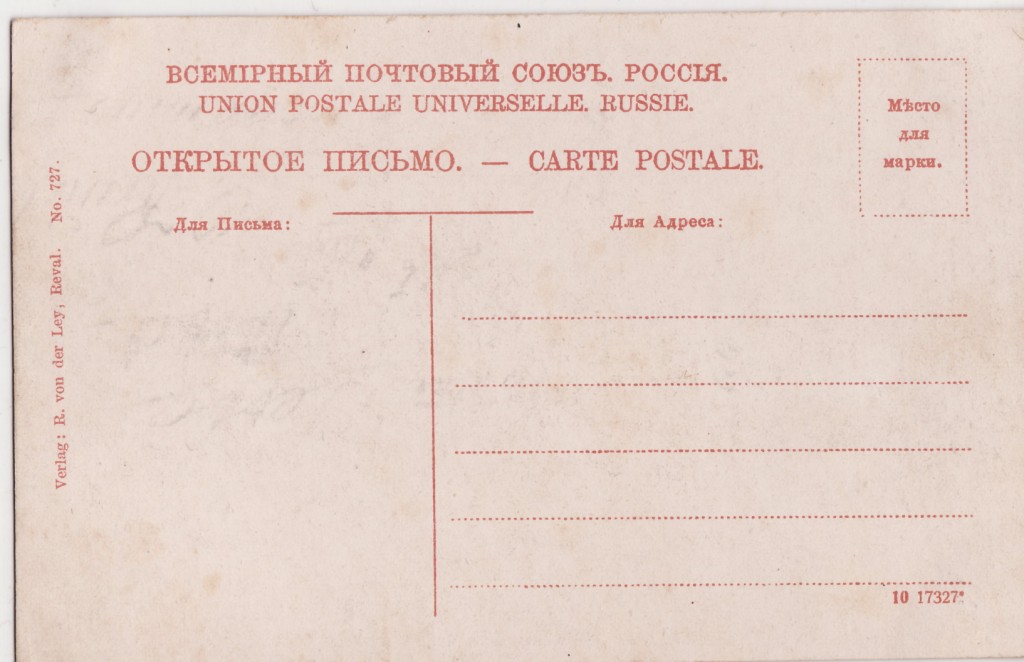 ВСЕМІРНЫЙ ПОЧТОВЫЙ СОЮЗЪ. РОССІЯ.
UNION POSTALE UNIVERSELLE. RUSSIE.
ОТКРЫТОЕ ПИСЬМО. — CARTE POSTALE.
Мѣсто
для
марки.
Для Письма:
Для Адреса:
Verlag: R. von der Ley, Reval. No. 727.
10 17327*